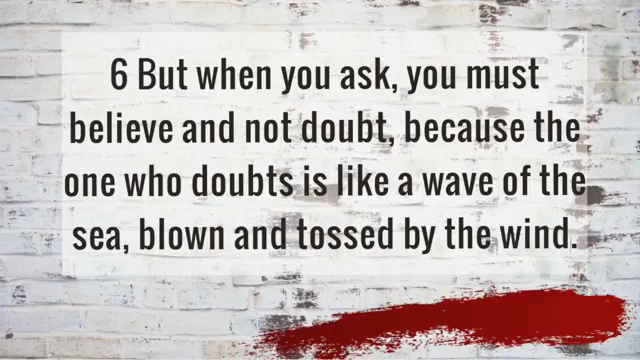 6 But when you ask, you must
believe and not doubt, because the
one who doubts is like a wave of the
sea, blown and tossed by the wind.